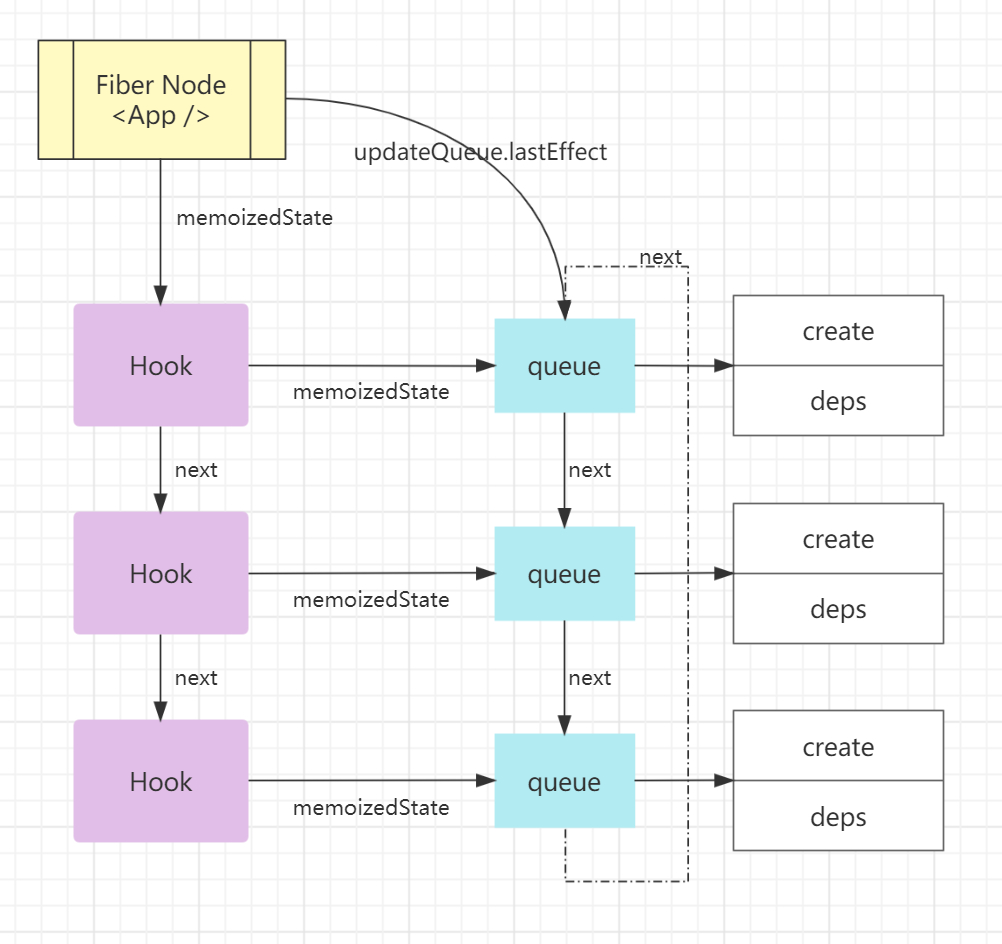 Fiber Node
<App />
updateQueue.lastEffect
memoizedState
next
Hook
memoizedState
queue
create
deps
next
next
Hook
memoizedState
queue
create
deps
next
next
Hook
memoizedState
queue
create
deps